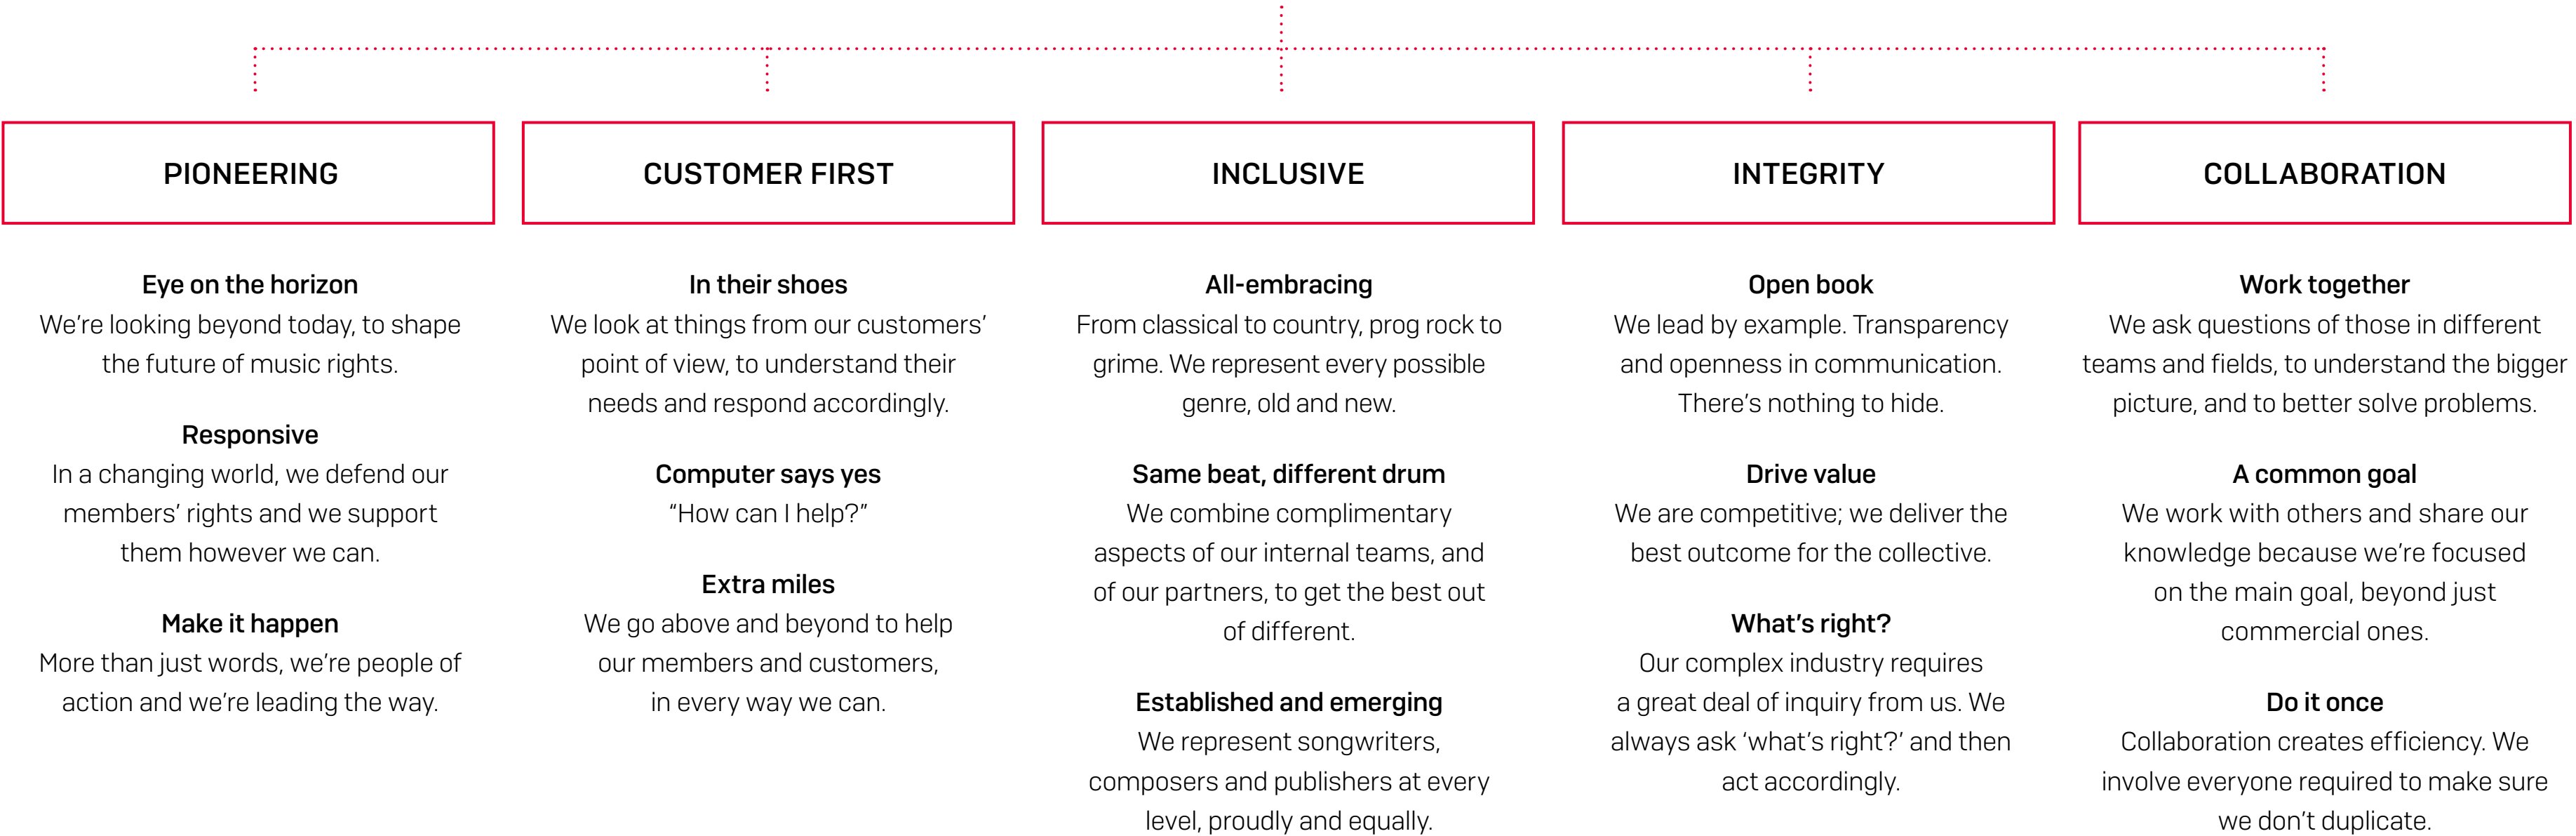 PIONEERING
Eye on the horizon
We’re looking beyond today, to shape
the future of music rights.
Responsive
In a changing world, we defend our
members’ rights and we support
them however we can.
Make it happen
More than just words, we’re people of
action and we’re leading the way.
CUSTOMER FIRST
In their shoes
We look at things from our customers’
point of view, to understand their
needs and respond accordingly.
Computer says yes
“How can I help?”
Extra miles
We go above and beyond to help
our members and customers,
in every way we can.
INCLUSIVE
All-embracing
From classical to country, prog rock to
grime. We represent every possible
genre, old and new.
Same beat, different drum
We combine complimentary
aspects of our internal teams, and
of our partners, to get the best out
of different.
Established and emerging
We represent songwriters,
composers and publishers at every
level, proudly and equally.
INTEGRITY
Open book
We lead by example. Transparency
and openness in communication.
There’s nothing to hide.
Drive value
We are competitive; we deliver the
best outcome for the collective.
What’s right?
Our complex industry requires
a great deal of inquiry from us. We
always ask ‘what’s right?’ and then
act accordingly.
COLLABORATION
Work together
We ask questions of those in different
teams and fields, to understand the bigger
picture, and to better solve problems.
A common goal
We work with others and share our
knowledge because we’re focused
on the main goal, beyond just
commercial ones.
Do it once
Collaboration creates efficiency. We
involve everyone required to make sure
we don’t duplicate.